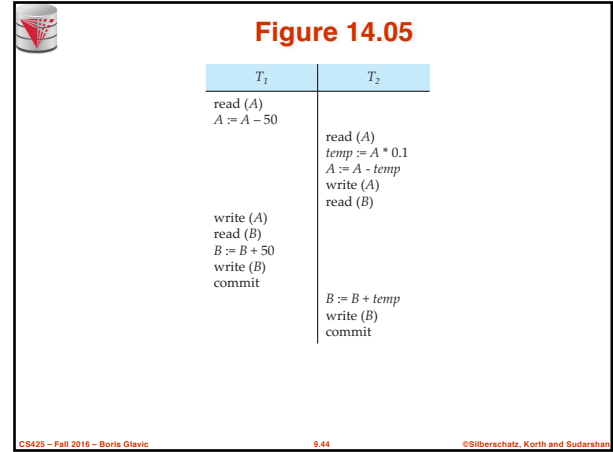 Figure 14.05
T1 T2
read (A)
A := A – 50
read (A)
temp := A * 0.1
A := A - temp
write (A)
read (B)
write (A)
read (B)
B := B + 50
write (B)
commit
B := B + temp
write (B)
commit
CS425 – Fall 2016 – Boris Glavic 9.44 ©Silberschatz, Korth and Sudarshan